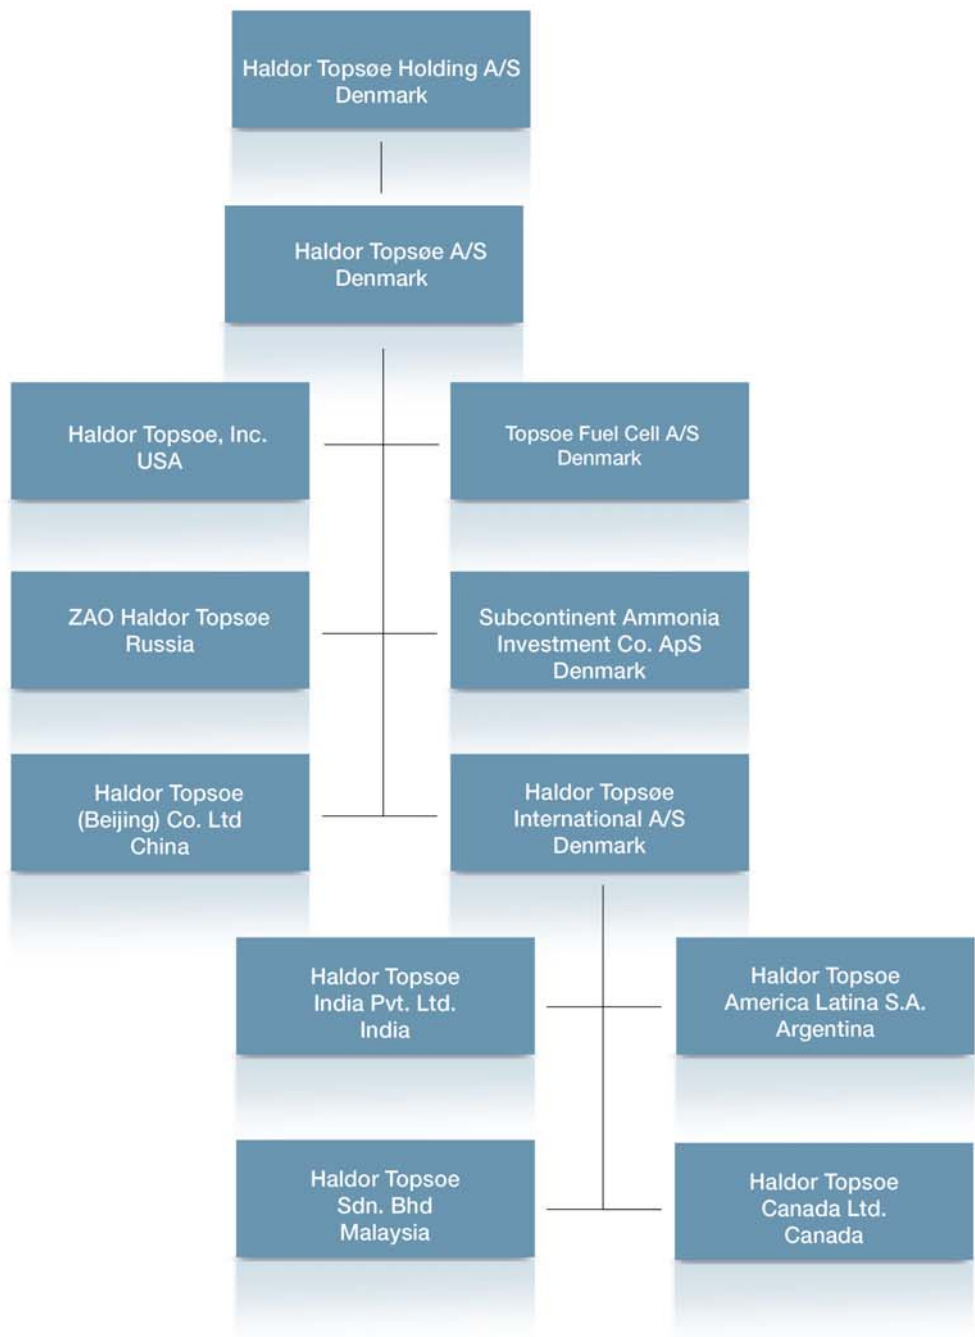 Haldor Topsøe Holding A/S
Denmark
Haldor Topsøe A/S
Denmark
Haldor Topsoe, Inc.
USA
Topsoe Fuel Cell A/S
Denmark
ZAO Haldor Topsøe
Russia
Subcontinent Ammonia
Investment Co. ApS
Denmark
Haldor Topsoe
(Beijing) Co. Ltd
China
Haldor Topsøe
International A/S
Denmark
Haldor Topsoe
India Pvt. Ltd.
India
Haldor Topsoe
America Latina S.A.
Argentina
Haldor Topsoe
Sdn. Bhd
Malaysia
Haldor Topsoe
Canada Ltd.
Canada